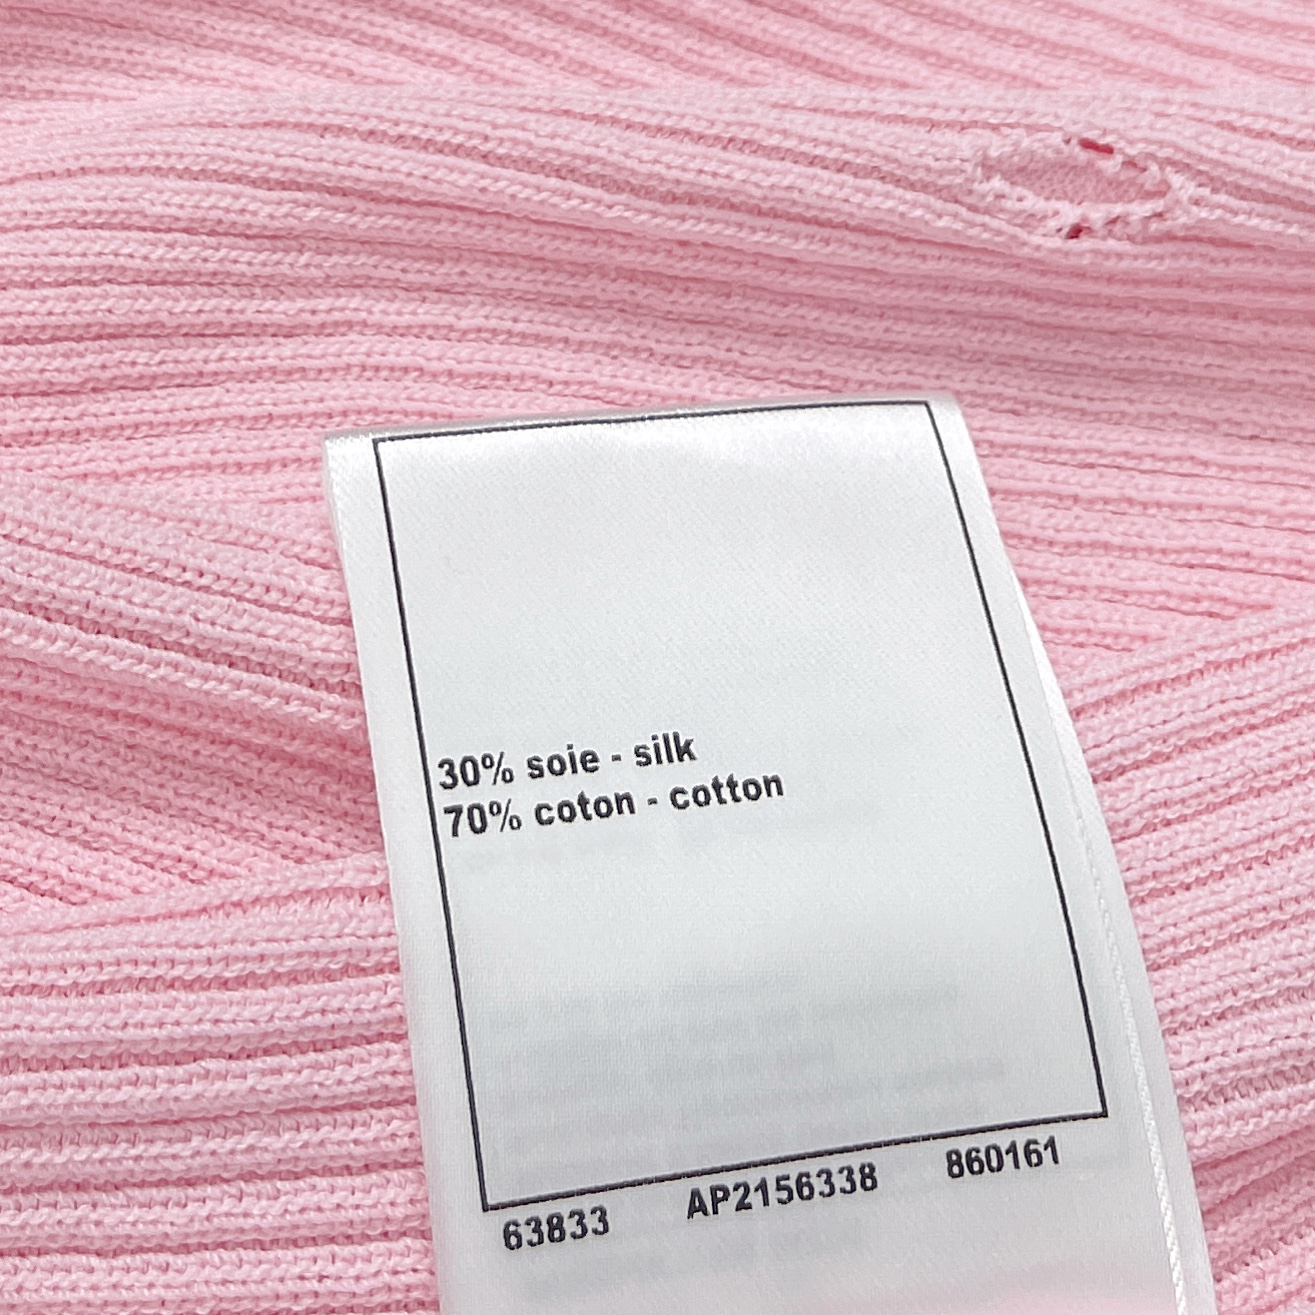 30% soie - silk
70% coton - cotton
63833 AP2156338 860161